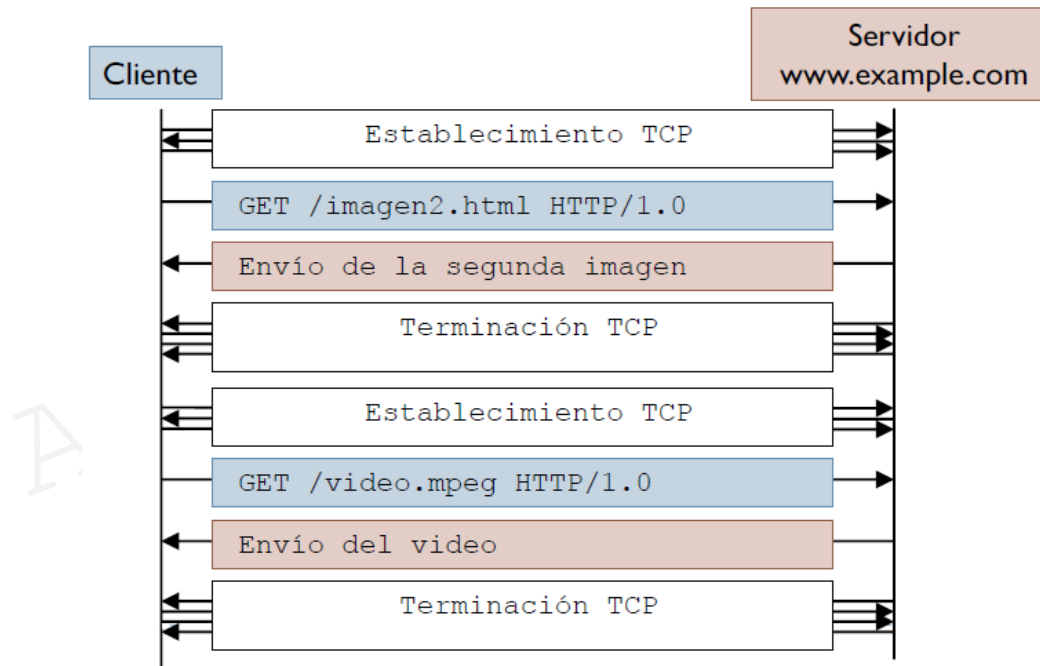 Servidor
www.example.com
Cliente
Establecimiento TCP
GET /imagen2.html HTTP/1.0
Envío de la segunda imagen
Terminación TCP
Establecimiento TCP
GET /video.mpeg HTTP/1.0
Envío del video
Terminación TCP
A